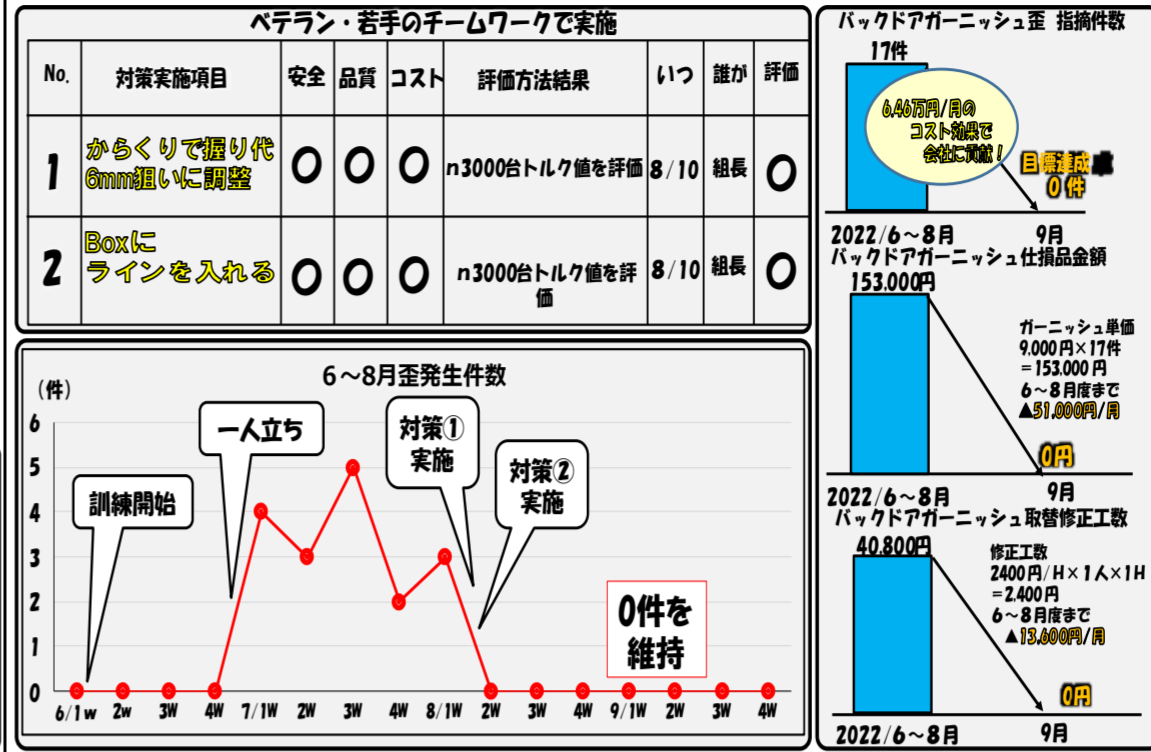 ベテラン・若手のチームワークで実施
No. 対策実施項目 安全 品質 コスト 評価方法結果 いつ 誰が 評価
1 からくりで握り代
6mm狙いに調整 〇 〇 〇 n3000台トルク値を評価 8/10 組長 〇
2 Boxに
ラインを入れる 〇 〇 〇 n3000台トルク値を評
価 8/10 組長 〇
6～8月歪発生件数
(件)
6
5
4
3
2
1
0
訓練開始
一人立ち
対策①
実施
対策②
実施
0件を
維持
6/1w 2w 3W 4W 7/1W 2W 3W 4W 8/1W 2W 3W 4W 9/1W 2W 3W 4W
バックドアガーニッシュ歪 指摘件数
17件
6.46万円/月の
コスト効果で
会社に貢献！
目標達成
0件
2022/6～8月 9月
バックドアガーニッシュ仕損品金額
153.000円
ガーニッシュ単価
9.000円×17件
=153.000円
6～8月度まで
▲51,000円/月
0円
2022/6～8月 9月
バックドアガーニッシュ取替修正工数
40.800円
修正工数
2400円/H×1人×1H
=2.400円
6～8月度まで
▲13,600円/月
0円
2022/6～8月 9月